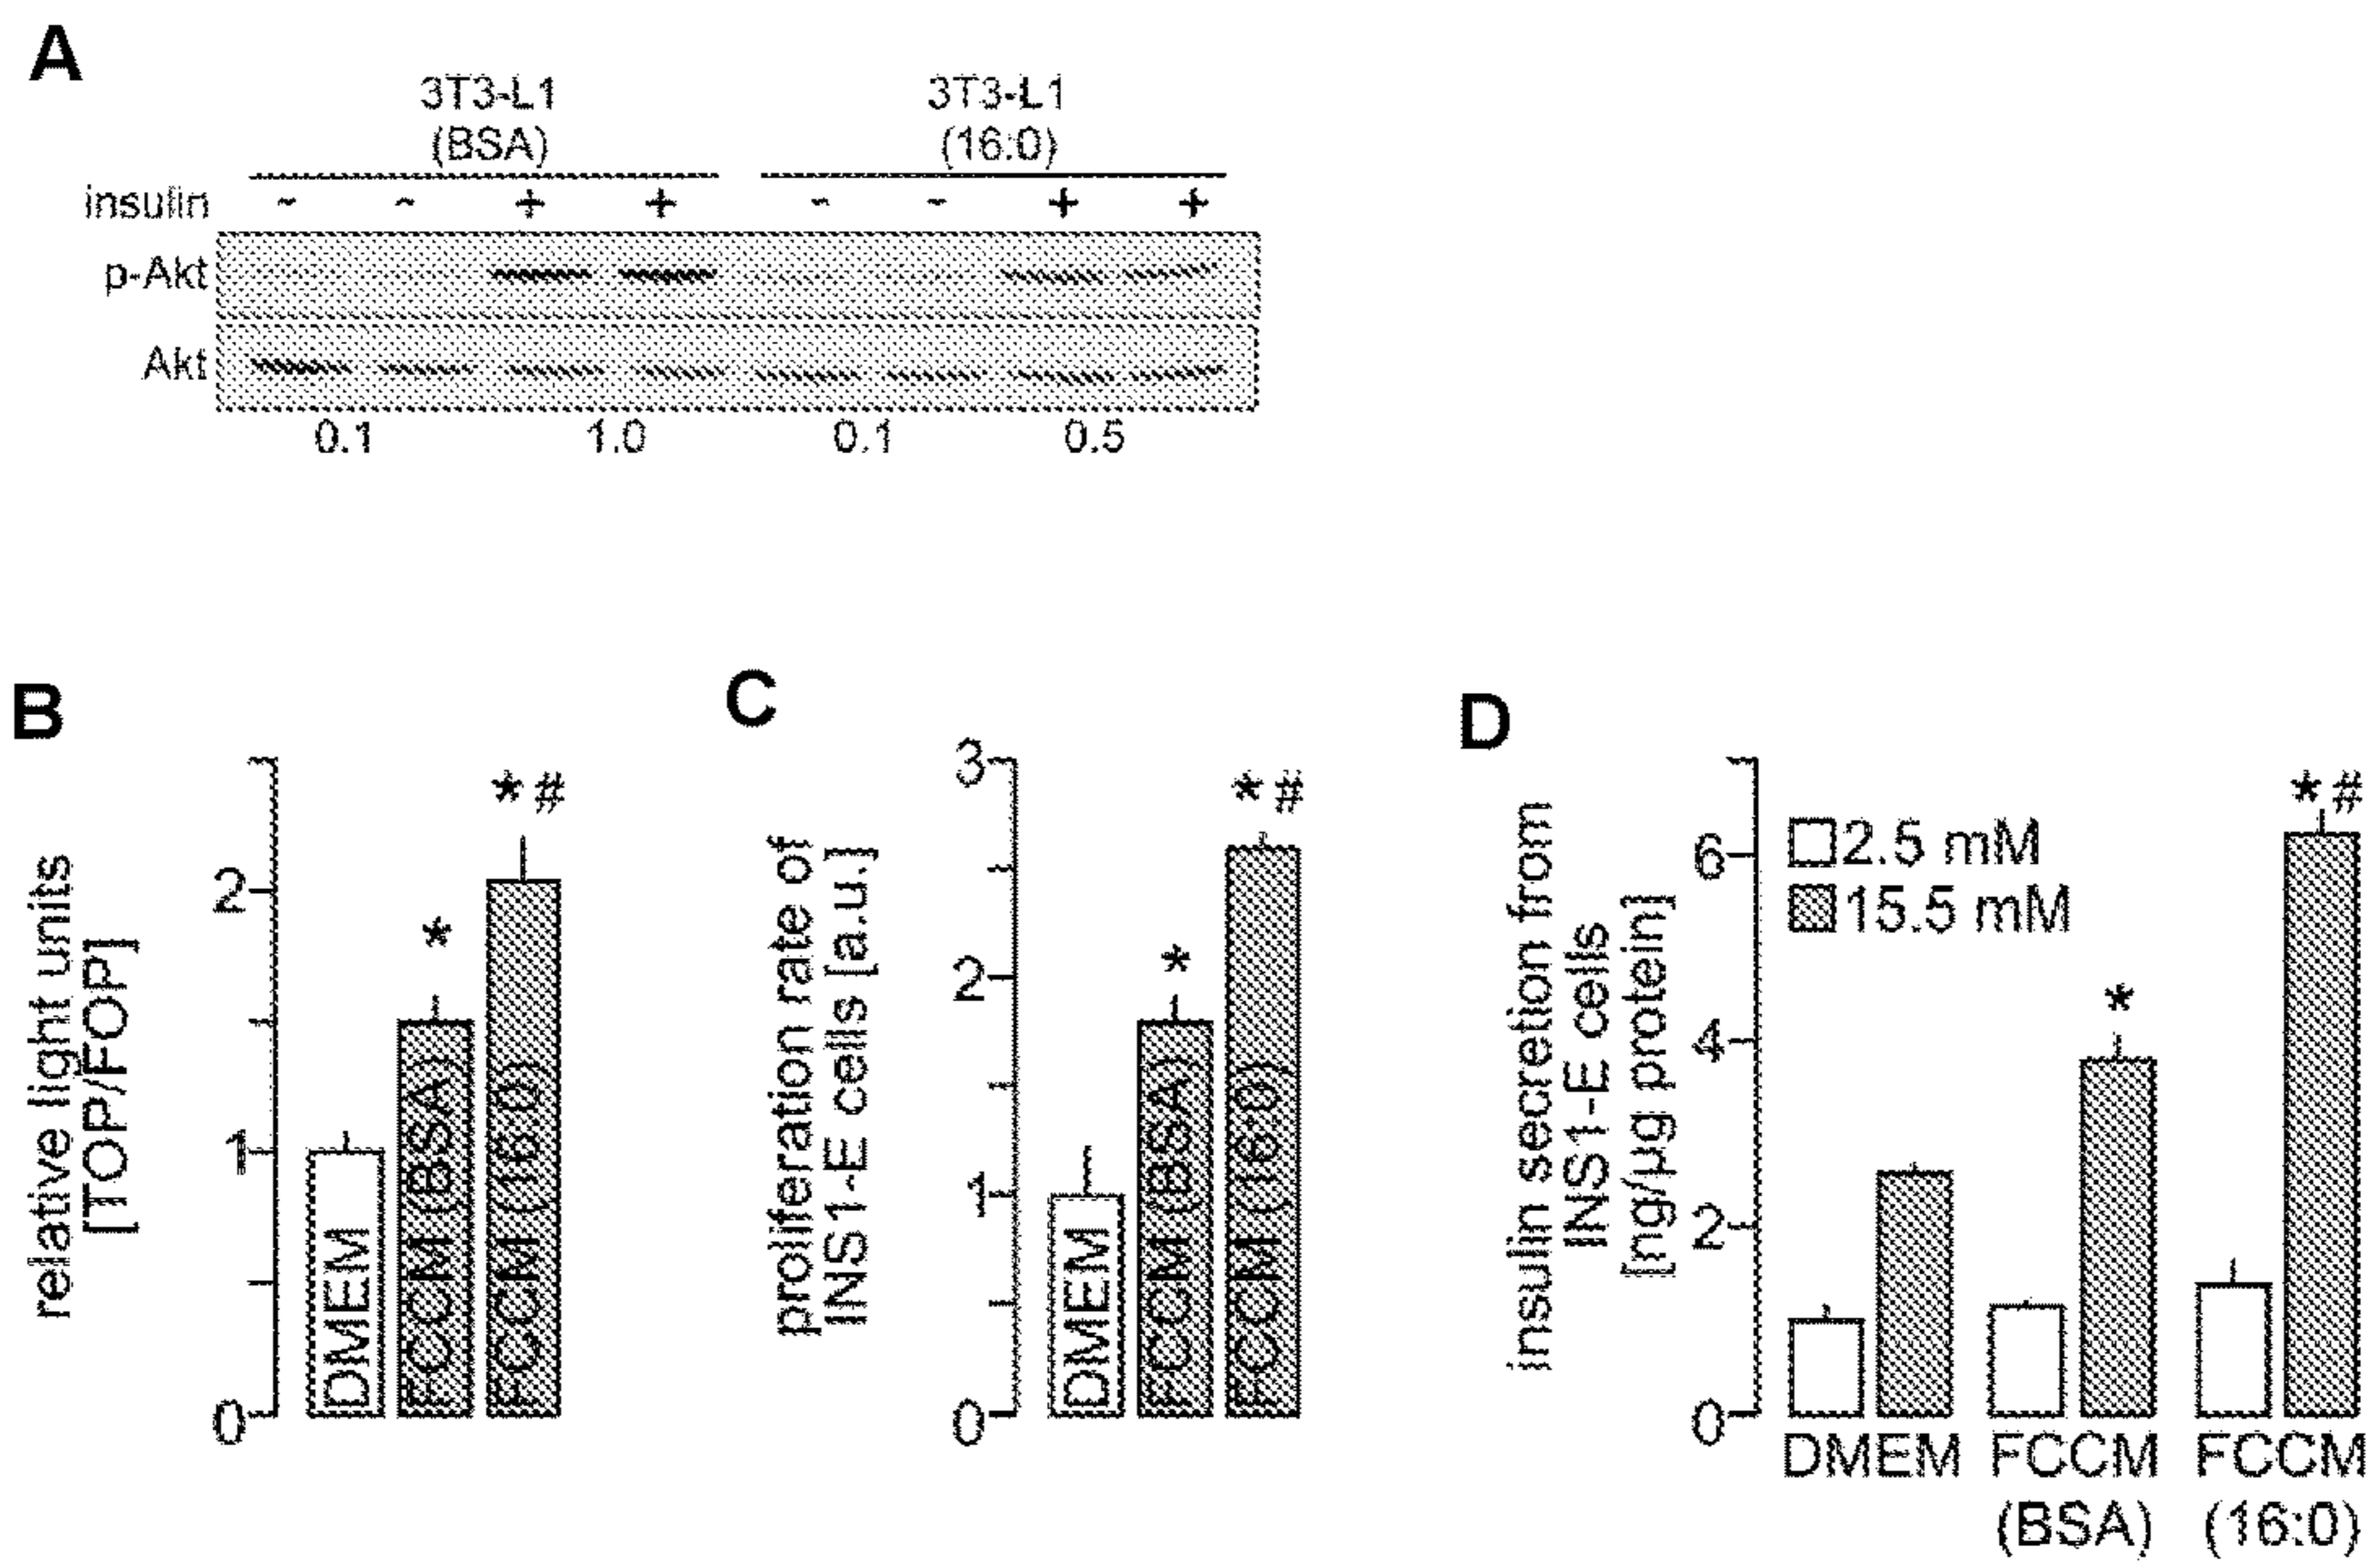 A
3T3-L1
(BSA)
3T3-L1
(16:0)
insulin - - + + - - + +
p-Akt
Akt
0.1 1.0 0.1 0.5
B
relative light units
[TOP/FOP]
2
1
0
*
* #
DMEM
FCCM (BSA)
FCCM (16:0)
C
proliferation rate of
INS1-E cells [a.u.]
3
2
1
0
*
* #
DMEM
FCCM (BSA)
FCCM (16:0)
D
insulin secretion from
INS1-E cells
[ng/µg protein]
6
4
2
0
2.5 mM
15.5 mM
*
* #
DMEM FCCM FCCM
(BSA) (16:0)